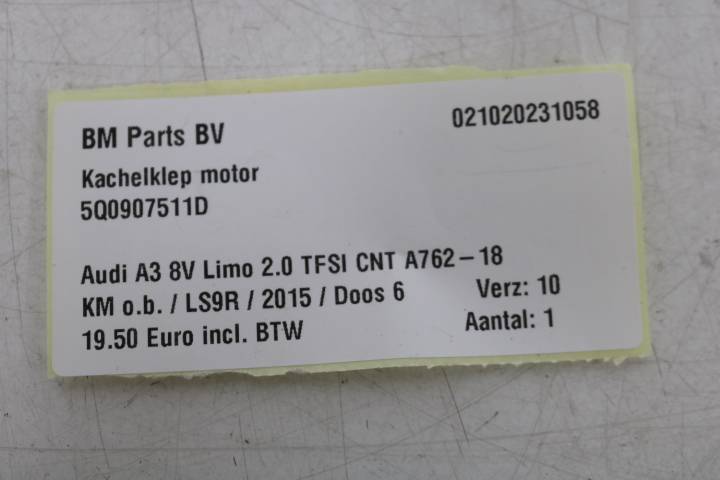 BM Parts BV
021020231058
Kachelklep motor
5Q0907511D
Audi A3 8V Limo 2.0 TFSI CNT A762-18
KM o.b. / LS9R / 2015 / Doos 6
Verz: 10
19.50 Euro incl. BTW
Aantal: 1